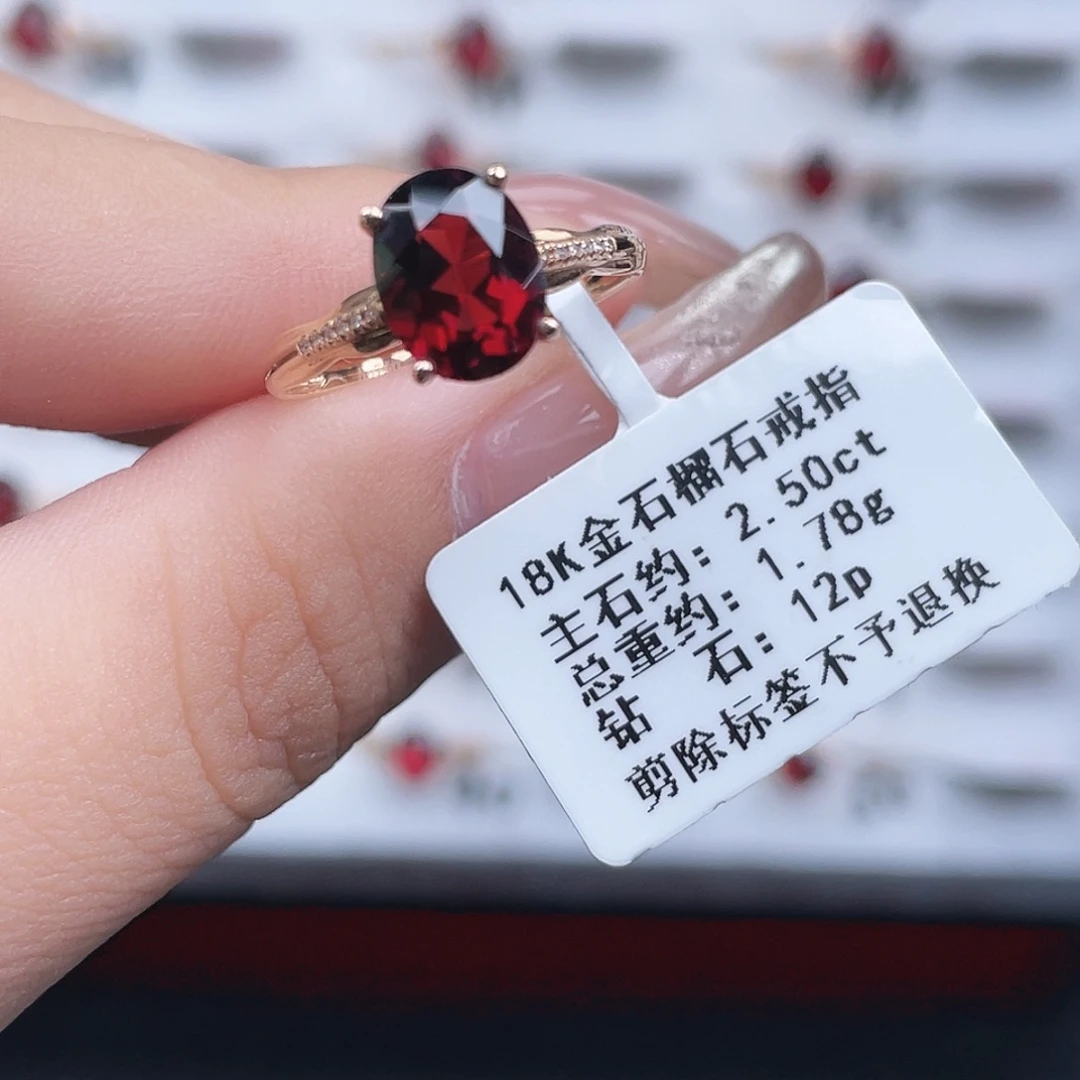 18K金石榴石戒指
主石约: 2.50ct
总重约: 1.78g
钻 石: 12p
剪除标签不予退换